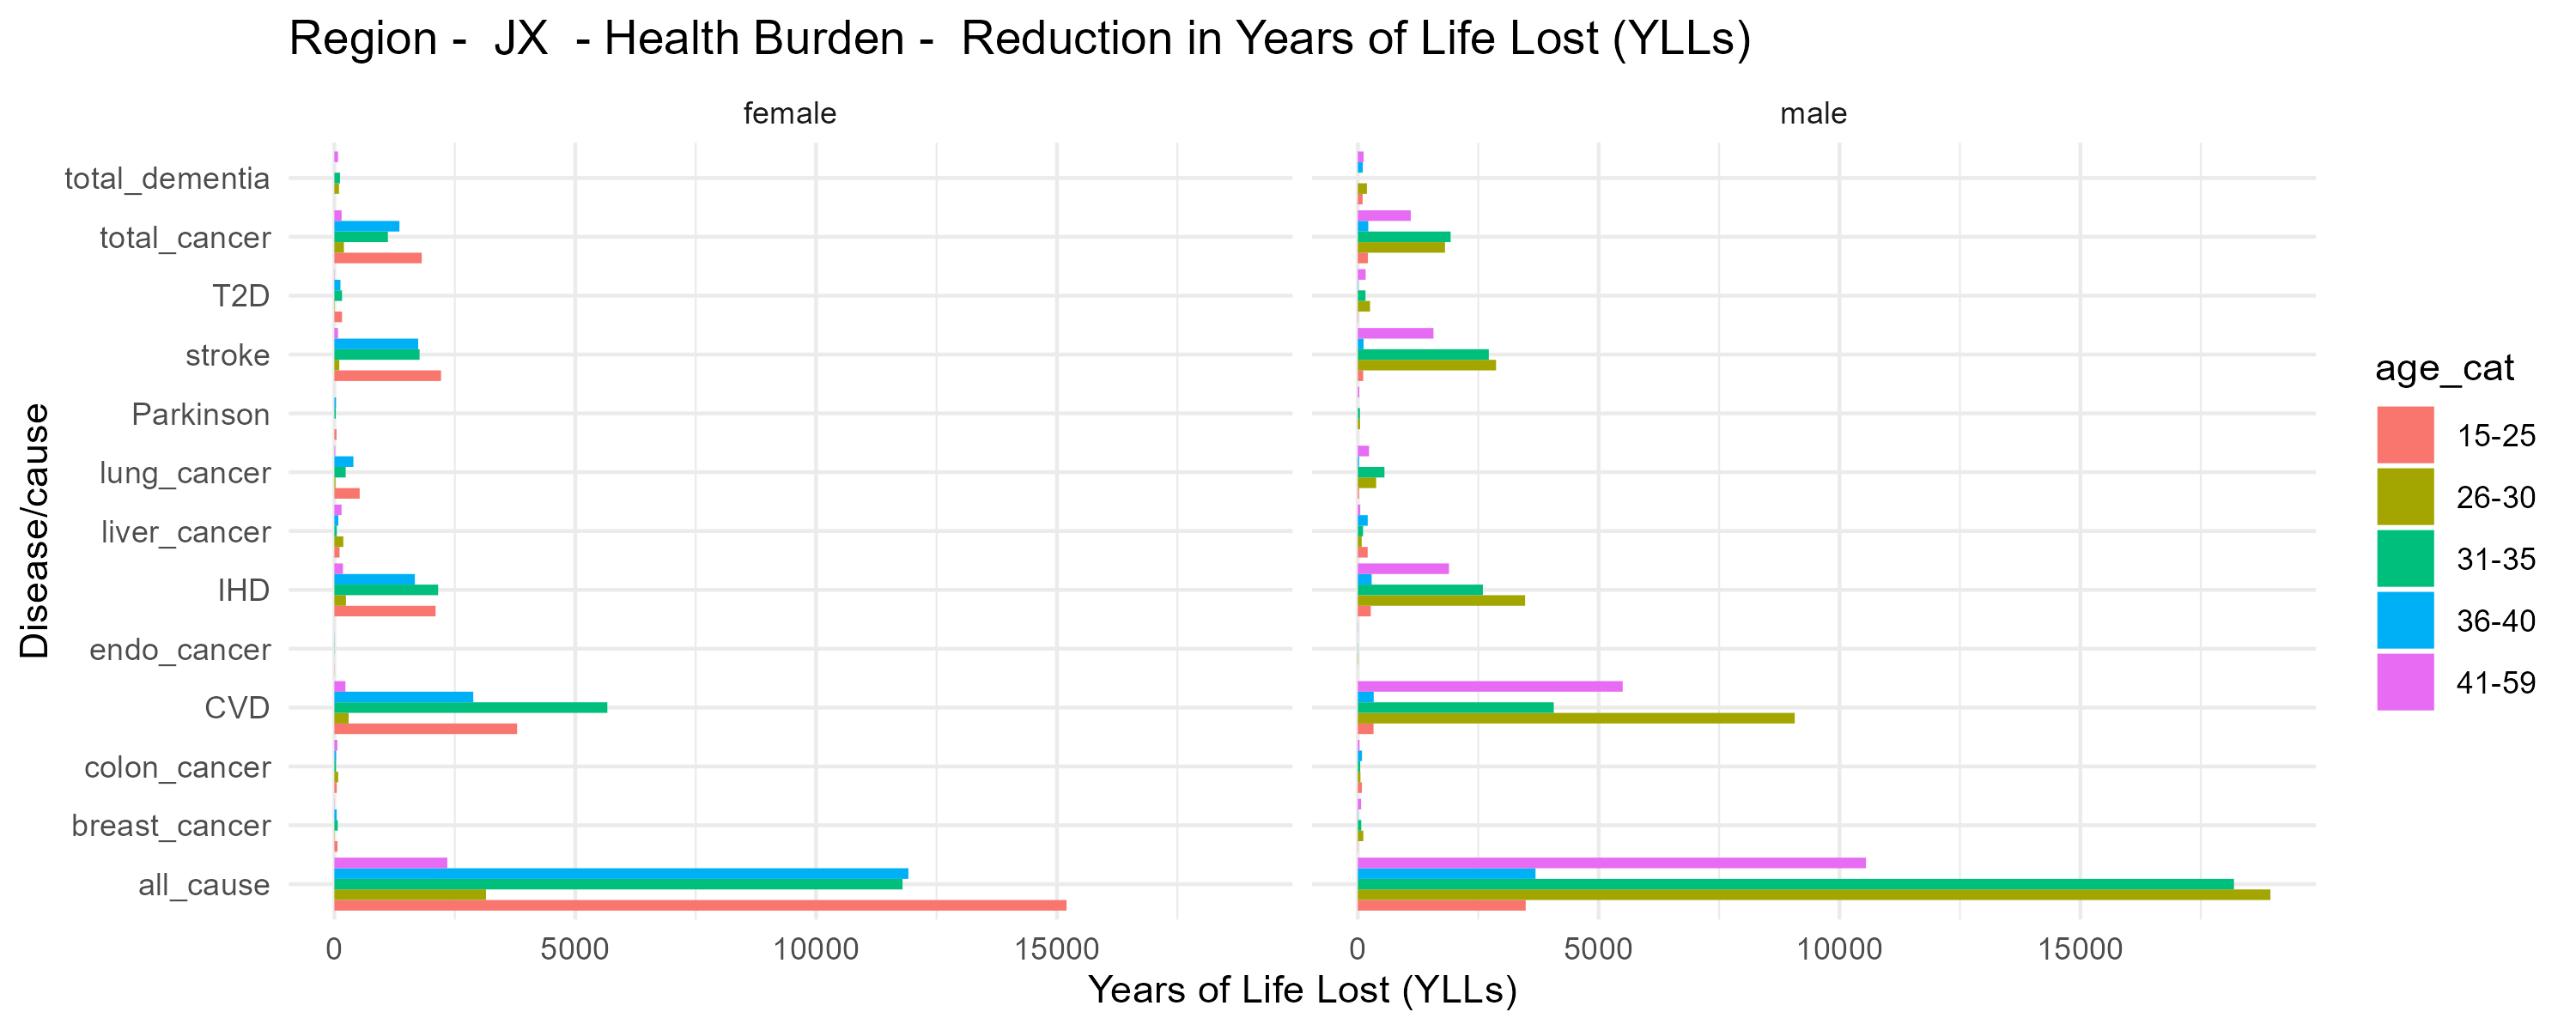 Region -  JX  - Health Burden -  Reduction in Years of Life Lost (YLLs)
female
male
Disease/cause
total_dementia
total_cancer
T2D
stroke
Parkinson
lung_cancer
liver_cancer
IHD
endo_cancer
CVD
colon_cancer
breast_cancer
all_cause
0 5000 10000 15000
0 5000 10000 15000
Years of Life Lost (YLLs)
age_cat
15-25
26-30
31-35
36-40
41-59